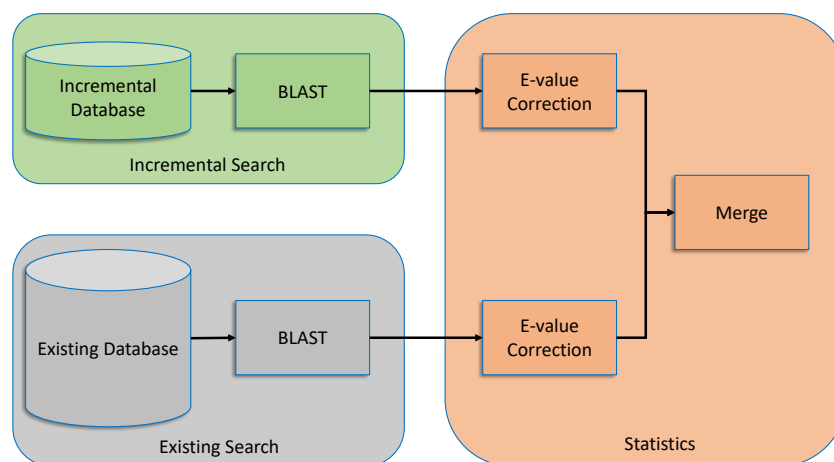 Incremental
Database
BLAST
Incremental Search
E-value
Correction
Merge
Existing Database
BLAST
Existing Search
E-value
Correction
Statistics